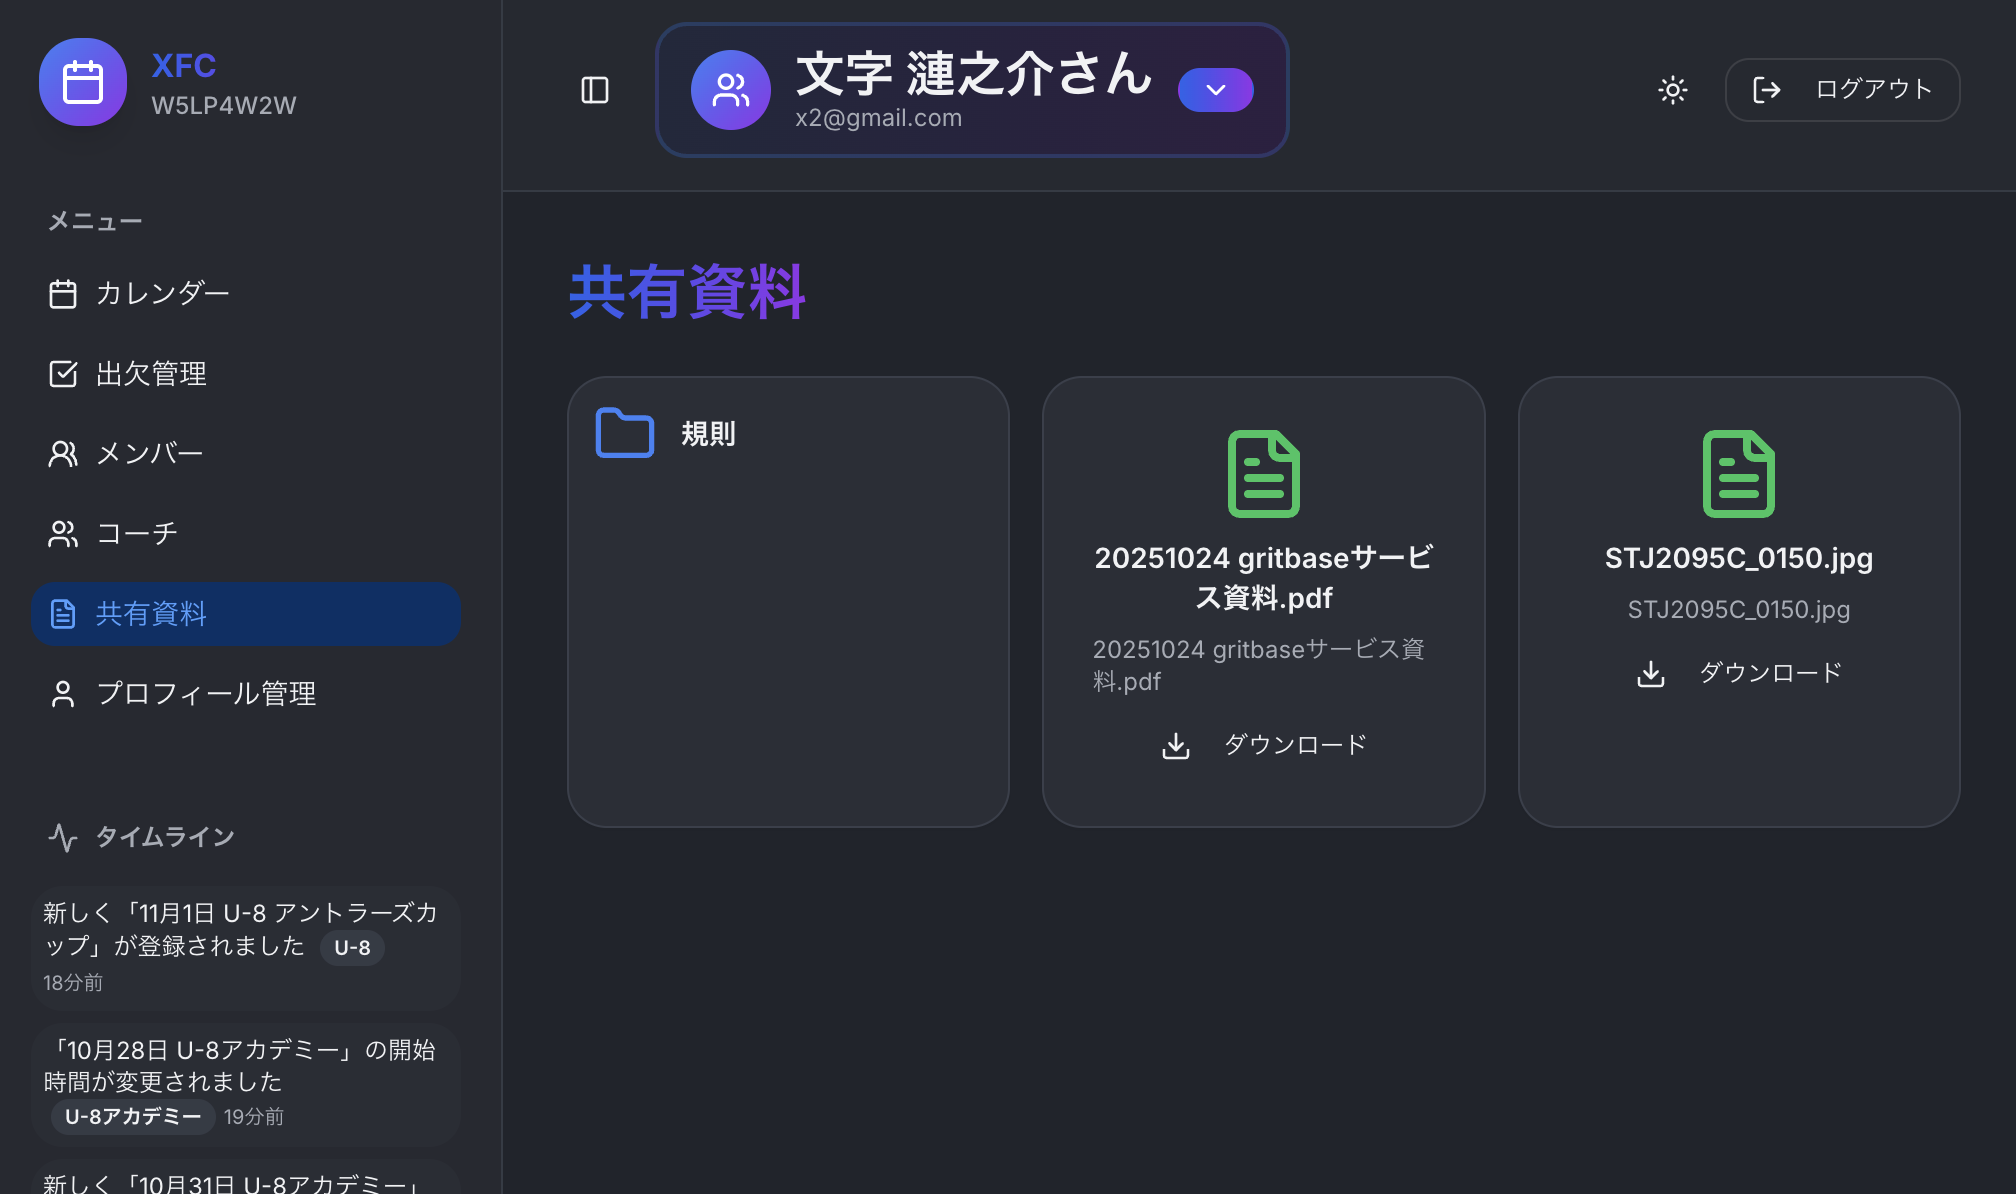 XFC
W5LP4W2W
メニュー
カレンダー
出欠管理
メンバー
コーチ
共有資料
プロフィール管理
タイムライン
新しく「11月1日 U-8 アントラーズカ
ップ」が登録されました U-8
18分前
「10月28日 U-8アカデミー」の開始
時間が変更されました
U-8アカデミー 19分前
新しく「10月31日 U-8アカデミー」
文字 漣之介さん
x2@gmail.com
ログアウト
共有資料
規則
20251024 gritbaseサービ
ス資料.pdf
20251024 gritbaseサービス資
料.pdf
ダウンロード
STJ2095C_0150.jpg
STJ2095C_0150.jpg
ダウンロード